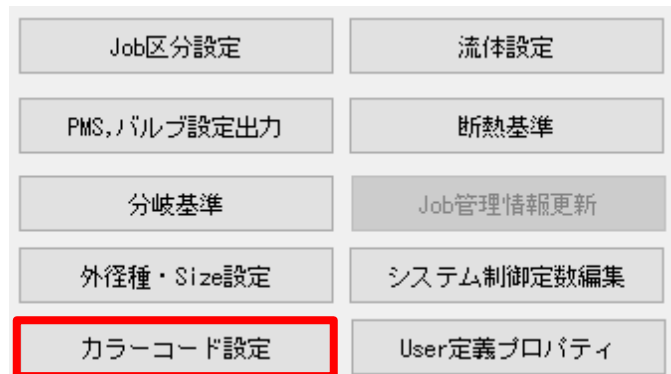 Job区分設定
流体設定
PMS,バルブ設定出力
断熱基準
分岐基準
Job管理情報更新
外径種・Size設定
システム制御定数編集
カラーコード設定
User定義プロパティ